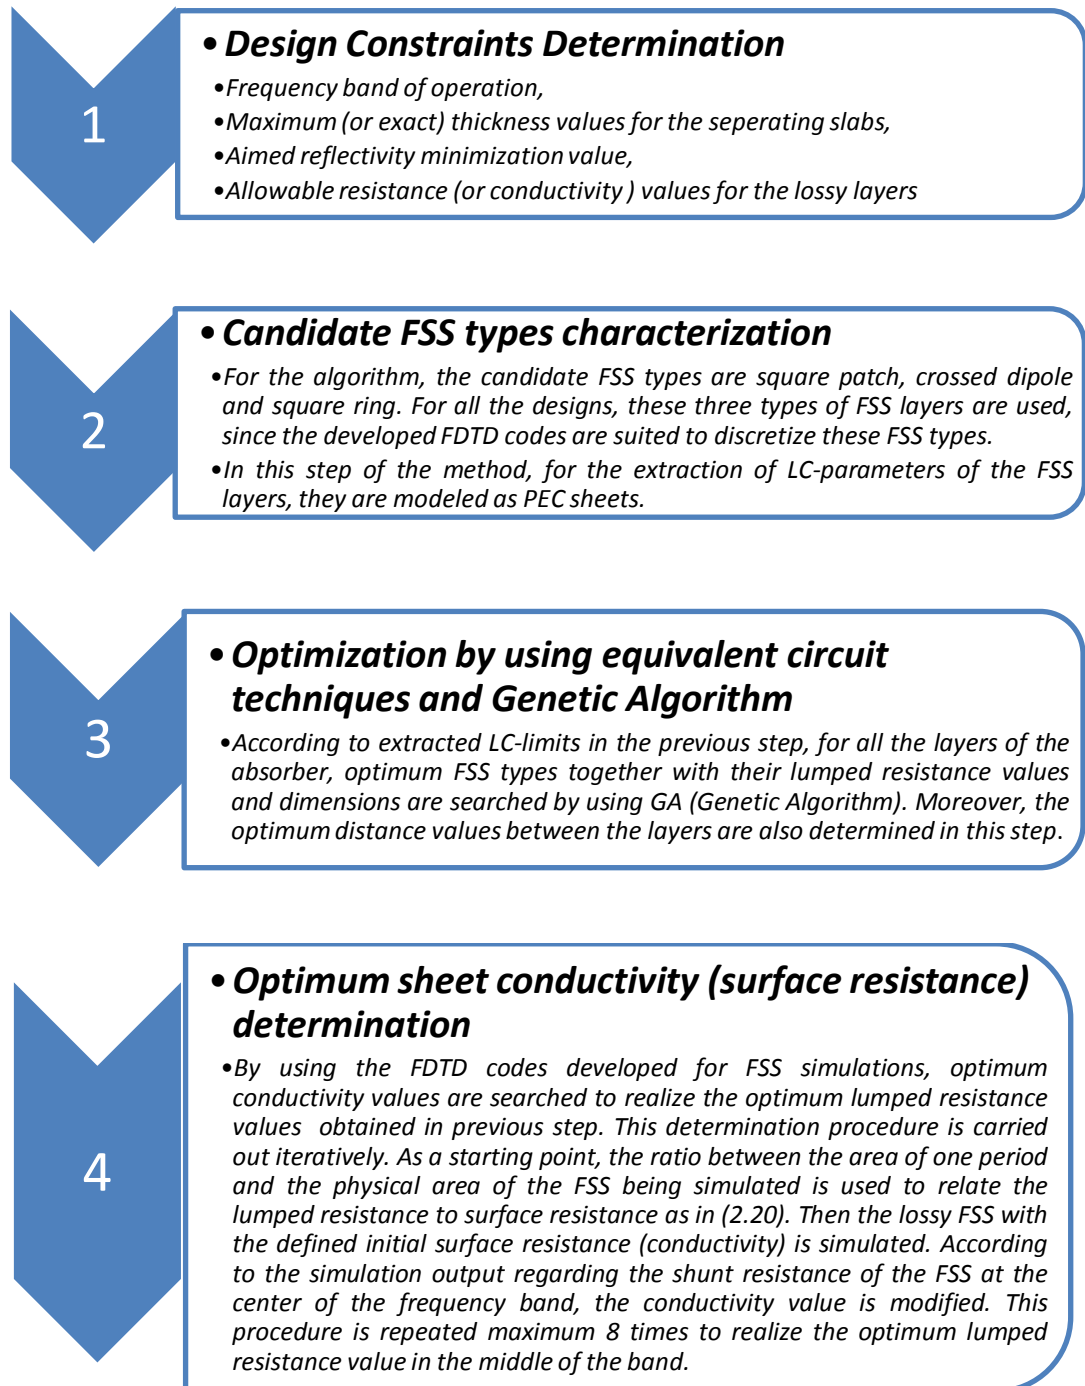 1
• Design Constraints Determination
•Frequency band of operation,
•Maximum (or exact) thickness values for the seperating slabs,
•Aimed reflectivity minimization value,
•Allowable resistance (or conductivity ) values for the lossy layers
2
• Candidate FSS types characterization
•For the algorithm, the candidate FSS types are square patch, crossed dipole
and square ring. For all the designs, these three types of FSS layers are used,
since the developed FDTD codes are suited to discretize these FSS types.
•In this step of the method, for the extraction of LC-parameters of the FSS
layers, they are modeled as PEC sheets.
3
• Optimization by using equivalent circuit
techniques and Genetic Algorithm
•According to extracted LC-limits in the previous step, for all the layers of the
absorber, optimum FSS types together with their lumped resistance values
and dimensions are searched by using GA (Genetic Algorithm). Moreover, the
optimum distance values between the layers are also determined in this step.
4
• Optimum sheet conductivity (surface resistance)
determination
•By using the FDTD codes developed for FSS simulations, optimum
conductivity values are searched to realize the optimum lumped resistance
values obtained in previous step. This determination procedure is carried
out iteratively. As a starting point, the ratio between the area of one period
and the physical area of the FSS being simulated is used to relate the
lumped resistance to surface resistance as in (2.20). Then the lossy FSS with
the defined initial surface resistance (conductivity) is simulated. According
to the simulation output regarding the shunt resistance of the FSS at the
center of the frequency band, the conductivity value is modified. This
procedure is repeated maximum 8 times to realize the optimum lumped
resistance value in the middle of the band.